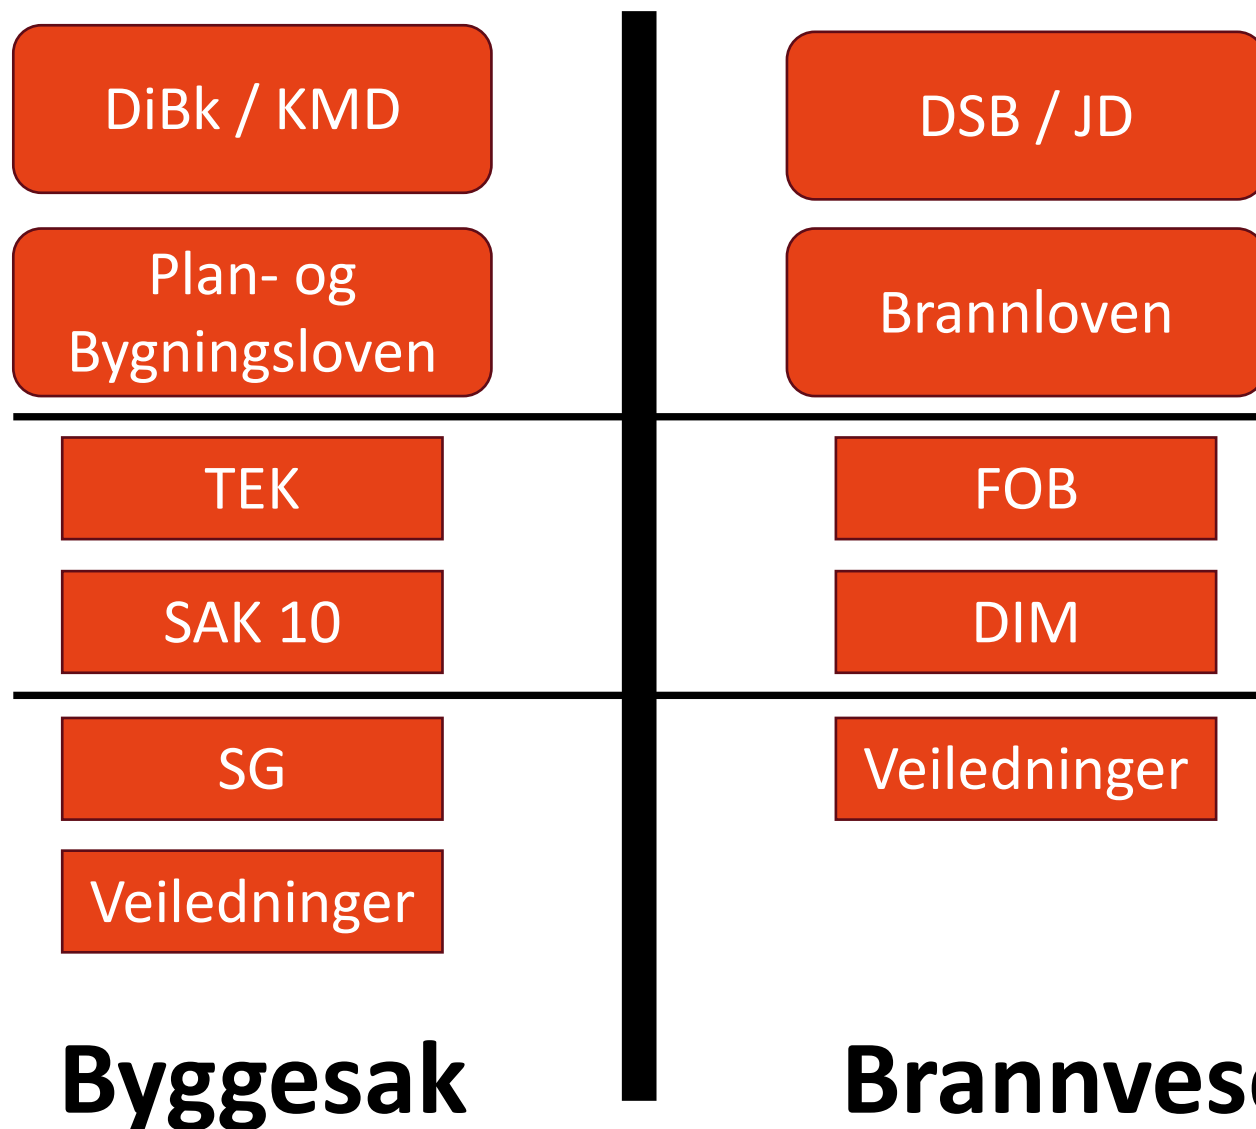 DiBk / KMD
Plan- og
Bygningsloven
TEK
SAK 10
SG
Veiledninger
Byggesak
DSB / JD
Brannloven
FOB
DIM
Veiledninger